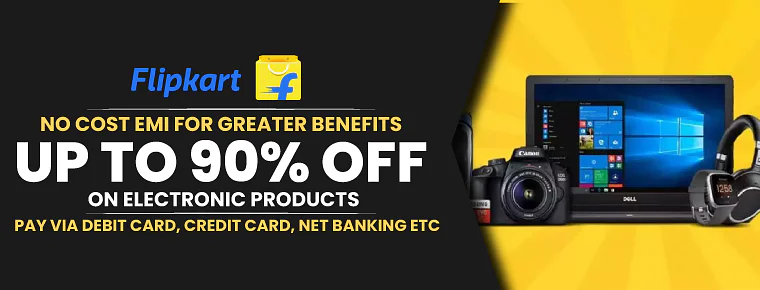 Flipkart
NO COST EMI FOR GREATER BENEFITS
UP TO 90% OFF
ON ELECTRONIC PRODUCTS
PAY VIA DEBIT CARD, CREDIT CARD, NET BANKING ETC
Canon
EOS
DELL